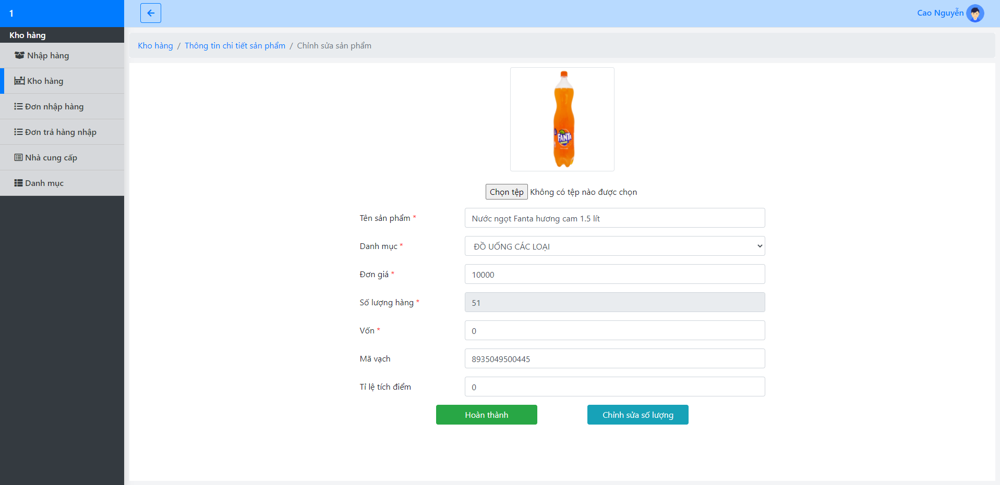 1
Cao Nguyễn
Kho hàng
Nhập hàng
Kho hàng
Đơn nhập hàng
Đơn trả hàng nhập
Nhà cung cấp
Danh mục
Kho hàng / Thông tin chi tiết sản phẩm / Chỉnh sửa sản phẩm
FANTA
Chọn tệp Không có tệp nào được chọn
Tên sản phẩm * Nước ngọt Fanta hương cam 1.5 lít
Danh mục * ĐỒ UỐNG CÁC LOẠI
Đơn giá * 10000
Số lượng hàng * 51
Vốn * 0
Mã vạch 8935049500445
Tỉ lệ tích điểm 0
Hoàn thành Chỉnh sửa số lượng